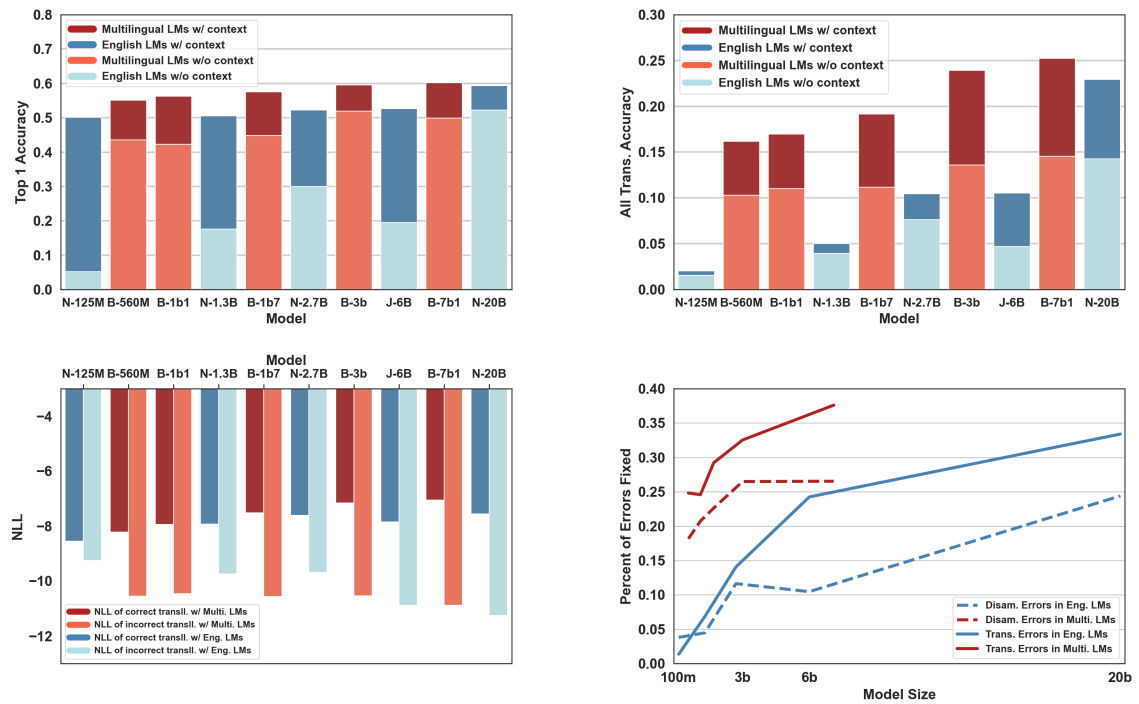 0.8
0.7
0.6
0.5
0.4
0.3
0.2
0.1
0.0
Top 1 Accuracy
Multilingual LMs w/ context
English LMs w/ context
Multilingual LMs w/o context
English LMs w/o context
N-125M B-560M B-1b1 N-1.3B B-1b7 N-2.7B B-3b J-6B B-7b1 N-20B
Model
0.30
0.25
0.20
0.15
0.10
0.05
0.00
All Trans. Accuracy
Multilingual LMs w/ context
English LMs w/ context
Multilingual LMs w/o context
English LMs w/o context
N-125M B-560M B-1b1 N-1.3B B-1b7 N-2.7B B-3b J-6B B-7b1 N-20B
Model
Model
N-125M B-560M B-1b1 N-1.3B B-1b7 N-2.7B B-3b J-6B B-7b1 N-20B
−4
−6
−8
−10
−12
NLL
NLL of correct transll. w/ Multi. LMs
NLL of incorrect transll. w/ Multi. LMs
NLL of correct transll. w/ Eng. LMs
NLL of incorrect transll. w/ Eng. LMs
0.40
0.35
0.30
0.25
0.20
0.15
0.10
0.05
0.00
Percent of Errors Fixed
Disam. Errors in Eng. LMs
Disam. Errors in Multi. LMs
Trans. Errors in Eng. LMs
Trans. Errors in Multi. LMs
100m 3b 6b 20b
Model Size